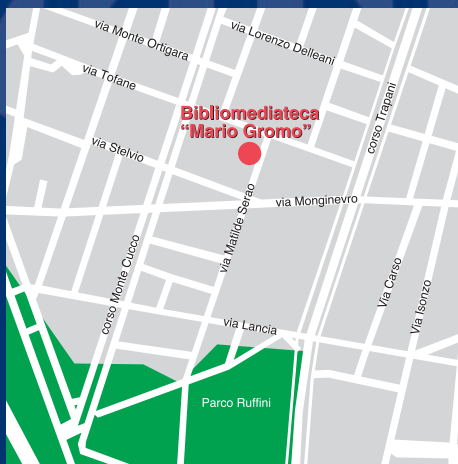 via Monte Ortigara
via Lorenzo Delleani
via Tofane
corso Trapani
Bibliomediateca
“Mario Gromo”
via Stelvio
via Monginevro
via Matilde Serao
corso Monte Cucco
Via Carso
Via Isonzo
via Lancia
Parco Ruffini